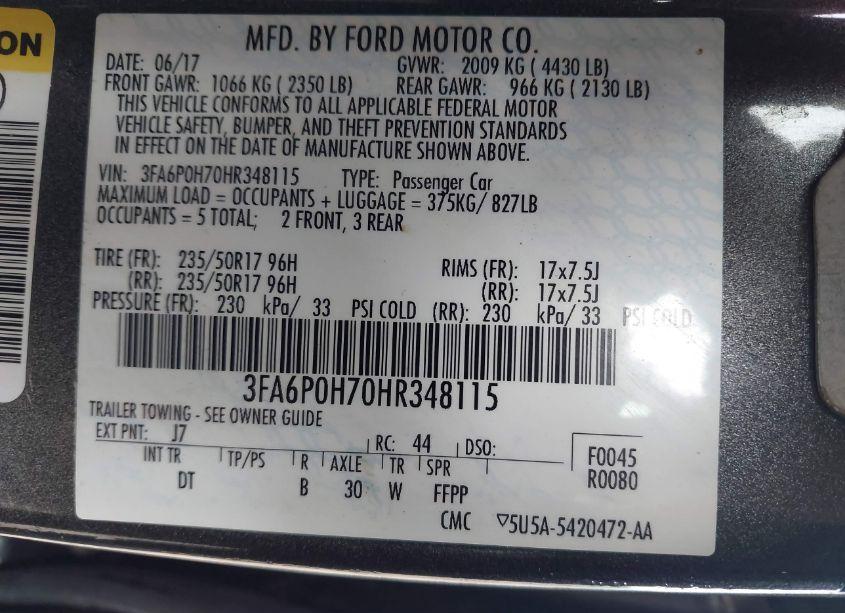 ON
MFD. BY FORD MOTOR CO.
DATE: 06/17 GVWR: 2009 KG ( 4430 LB)
FRONT GAWR: 1066 KG ( 2350 LB) REAR GAWR: 966 KG ( 2130 LB)
THIS VEHICLE CONFORMS TO ALL APPLICABLE FEDERAL MOTOR
VEHICLE SAFETY, BUMPER, AND THEFT PREVENTION STANDARDS
IN EFFECT ON THE DATE OF MANUFACTURE SHOWN ABOVE.
VIN: 3FA6P0H70HR348115 TYPE: Passenger Car
MAXIMUM LOAD = OCCUPANTS + LUGGAGE = 375KG/ 827LB
OCCUPANTS = 5 TOTAL; 2 FRONT, 3 REAR
TIRE (FR): 235/50R17 96H RIMS (FR): 17x7.5J
(RR): 235/50R17 96H (RR): 17x7.5J
PRESSURE (FR): 230 kPa/ 33 PSI COLD (RR): 230 kPa/ 33 PSI COLD
3FA6P0H70HR348115
TRAILER TOWING - SEE OWNER GUIDE
EXT PNT: J7 RC: 44 DSO: F0045
INT TR TP/PS R AXLE TR SPR R0080
DT B 30 W FFPP
CMC ▽5U5A-5420472-AA